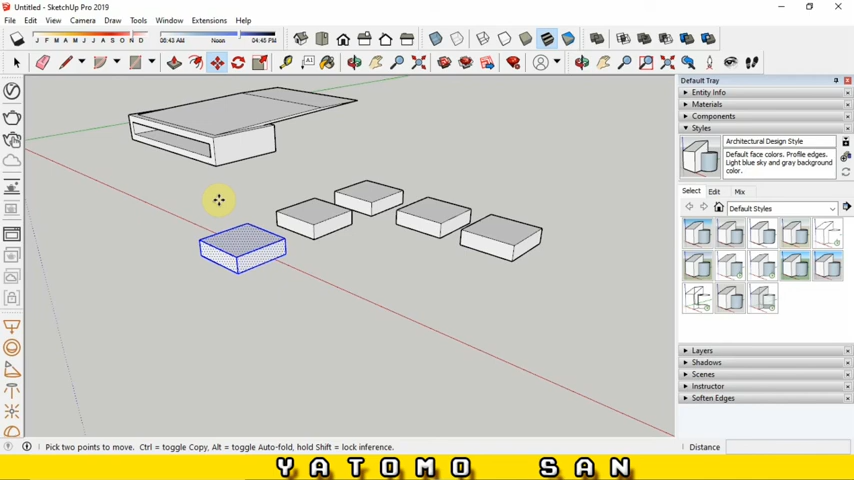 Untitled - SketchUp Pro 2019
File Edit View Camera Draw Tools Window Extensions Help
J F M A M J J A S O N D
06:43 AM Noon 04:45 PM
Default Tray
Entity Info
Materials
Components
Styles
Architectural Design Style
Default face colors. Profile edges.
Light blue sky and gray background
color.
Select Edit Mix
Default Styles
Layers
Shadows
Scenes
Instructor
Soften Edges
Pick two points to move. Ctrl = toggle Copy, Alt = toggle Auto-fold, hold Shift = lock inference.
Distance
YATOMO SAN